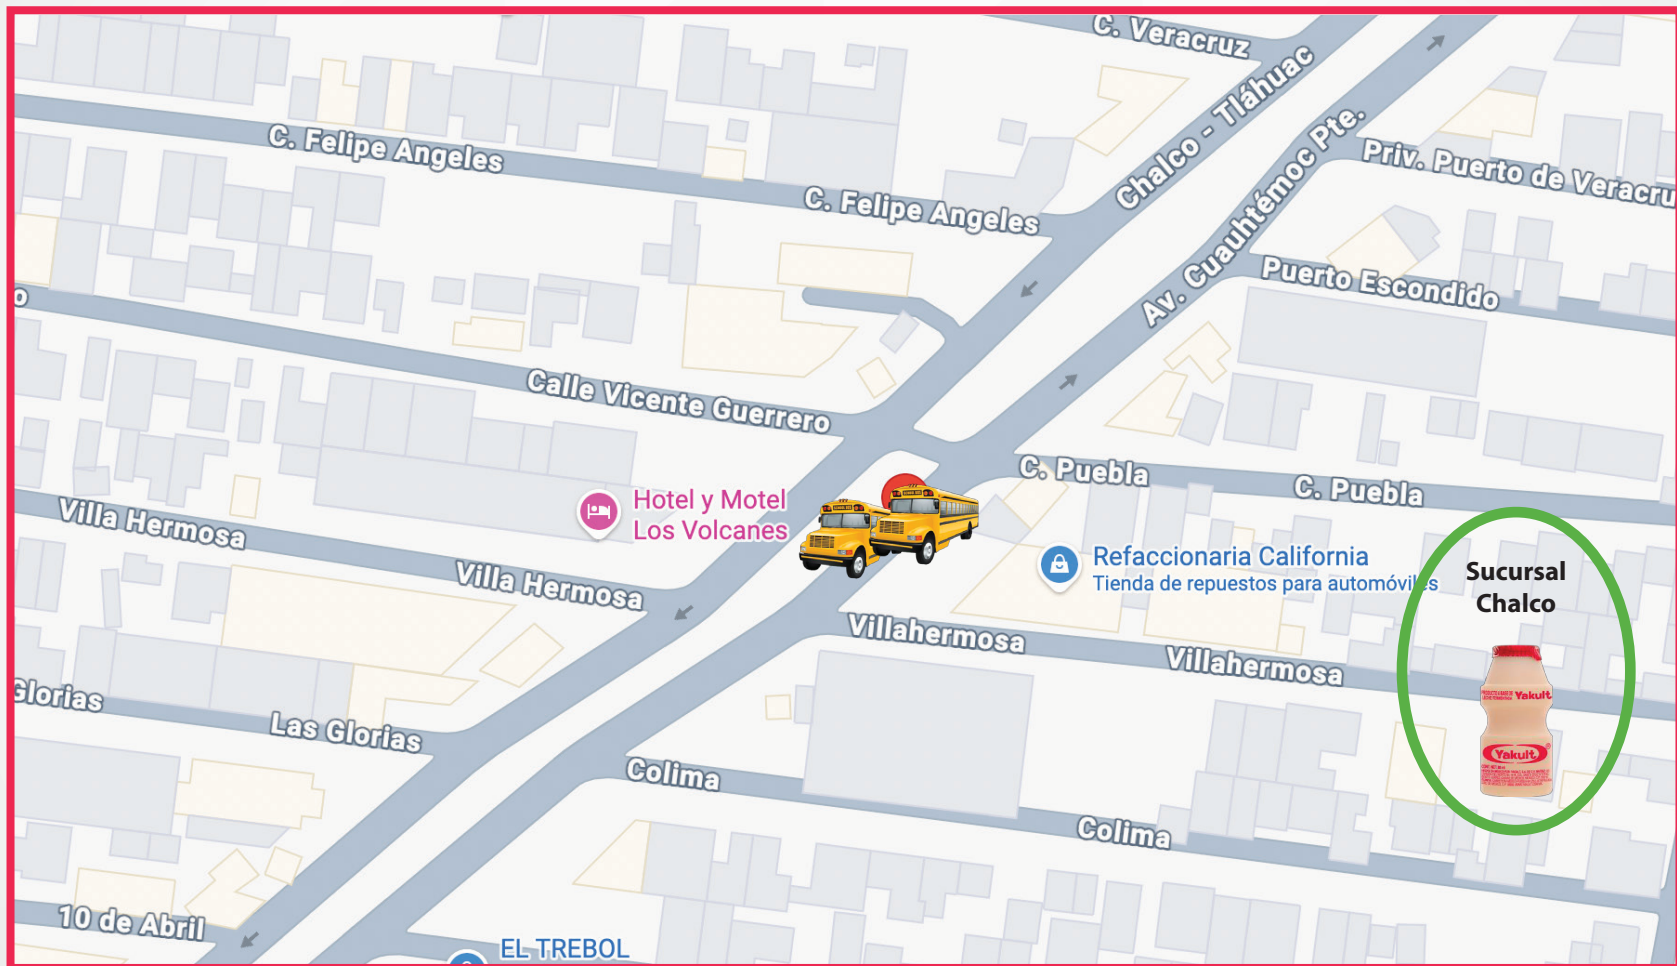 C. Veracruz
Chalco - Tláhuac
Av. Cuauhtémoc Pte.
C. Felipe Angeles
C. Felipe Angeles
Priv. Puerto de Veracru
Puerto Escondido
o
Calle Vicente Guerrero
C. Puebla
C. Puebla
Hotel y Motel
Los Volcanes
Villa Hermosa
Villa Hermosa
Refaccionaria California
Tienda de repuestos para automóviles
Sucursal
Chalco
Villahermosa
Villahermosa
Yakult
Yakult
Glorias
Las Glorias
Colima
Colima
10 de Abril
EL TREBOL